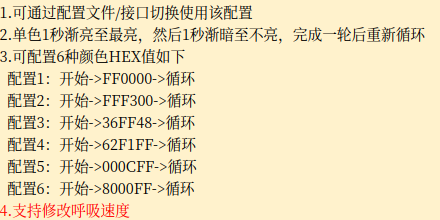 1.可通过配置文件/接口切换使用该配置
2.单色1秒渐亮至最亮，然后1秒渐暗至不亮，完成一轮后重新循环
3.可配置6种颜色HEX值如下
配置1：开始->FF0000->循环
配置2：开始->FFF300->循环
配置3：开始->36FF48->循环
配置4：开始->62F1FF->循环
配置5：开始->000CFF->循环
配置6：开始->8000FF->循环
4.支持修改呼吸速度